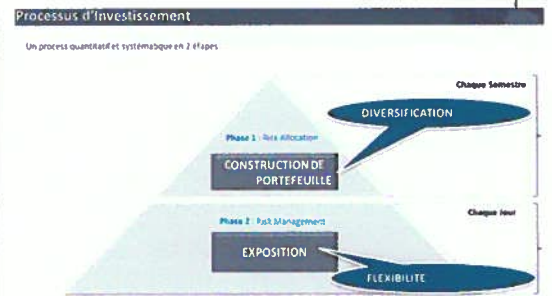 Processus d'Investissement
Un process quantitatif et systématique en 2 étapes
Chaque Semestre
DIVERSIFICATION
Phase 1 : Risk Allocation
CONSTRUCTION DE
PORTEFEUILLE
Phase 2 : Risk Management
Chaque Jour
EXPOSITION
FLEXIBILITE